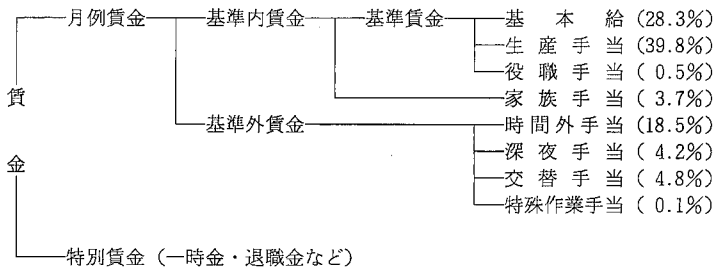 月例賃金 基準内賃金 基準賃金 基本給(28.3%)
生産手当(39.8%)
役職手当( 0.5%)
家族手当( 3.7%)
賃金
基準外賃金 時間外手当(18.5%)
深夜手当( 4.2%)
交替手当( 4.8%)
特殊作業手当( 0.1%)
特別賃金(一時金・退職金など)